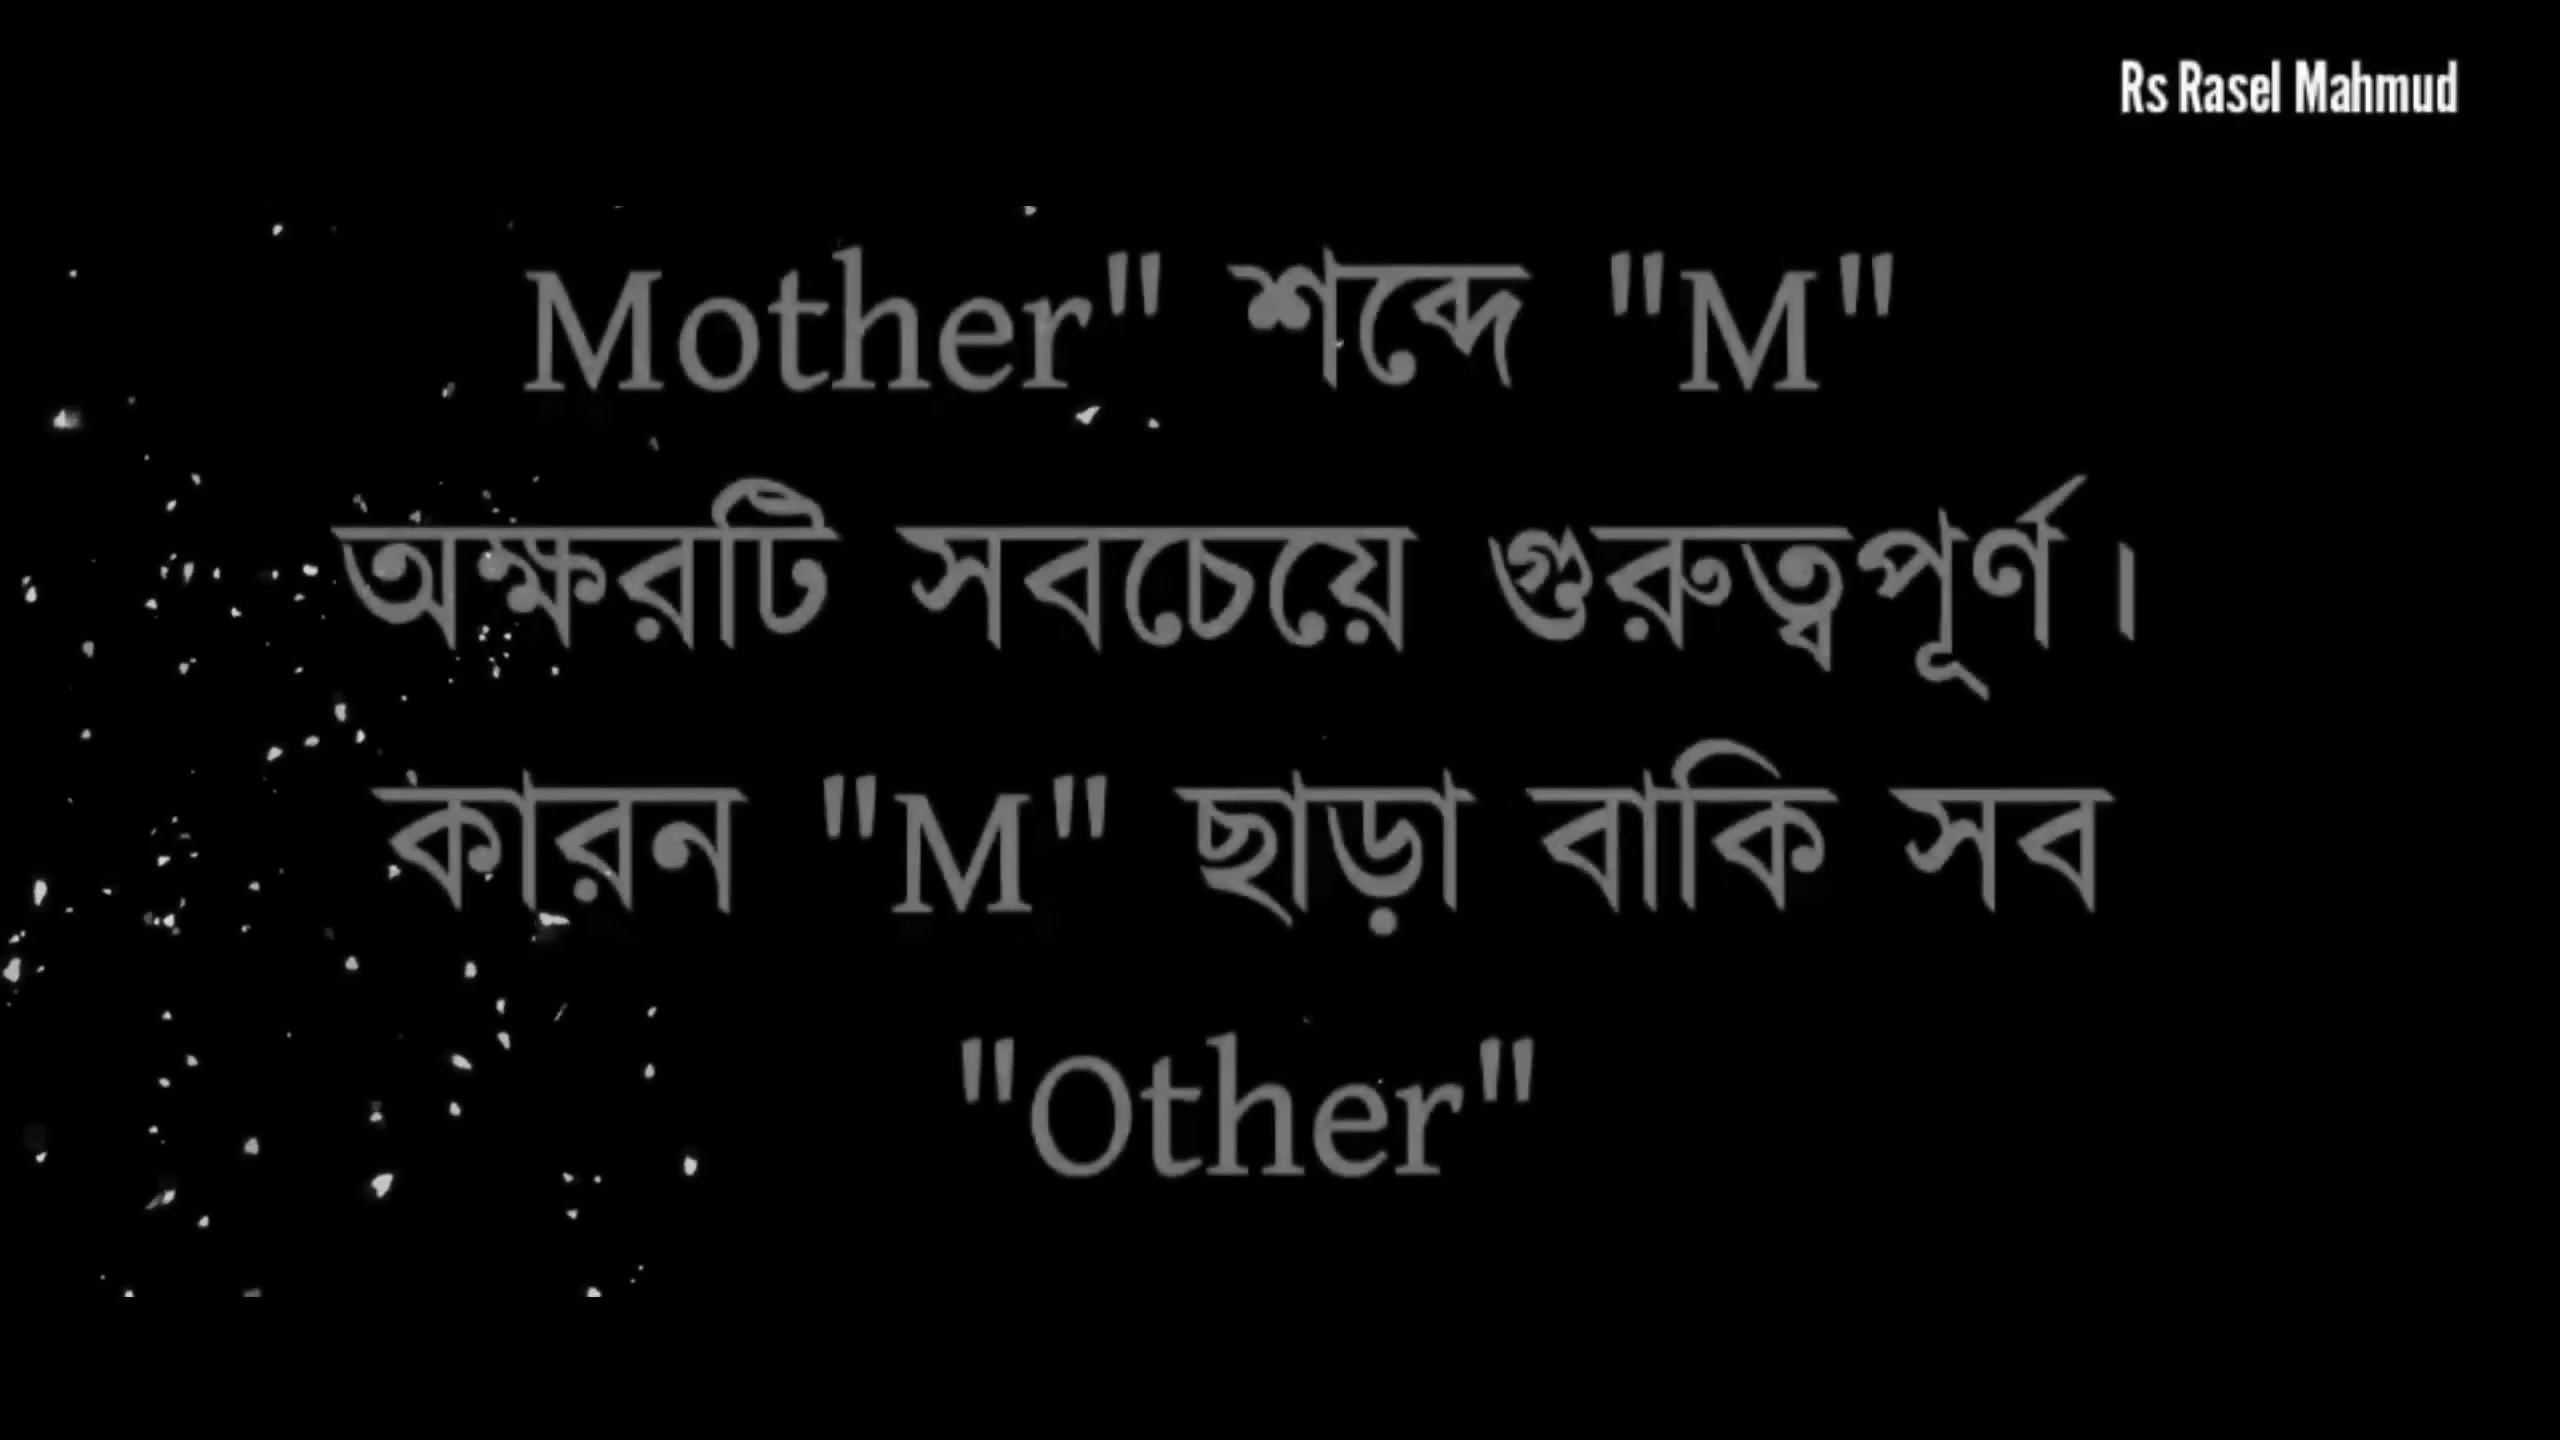 Rs Rasel Mahmud
Mother" শব্দে "M"
অক্ষরটি সবচেয়ে গুরুত্বপূর্ণ।
কারন "M" ছাড়া বাকি সব
"Other"